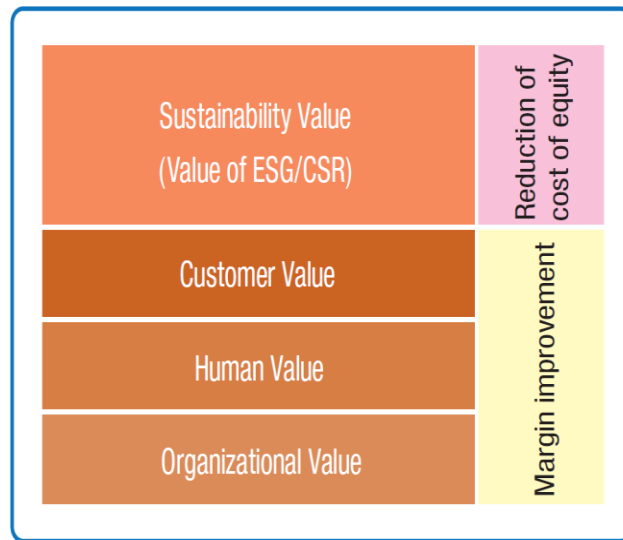 Sustainability Value
(Value of ESG/CSR)
Reduction of
cost of equity
Customer Value
Human Value
Organizational Value
Margin improvement